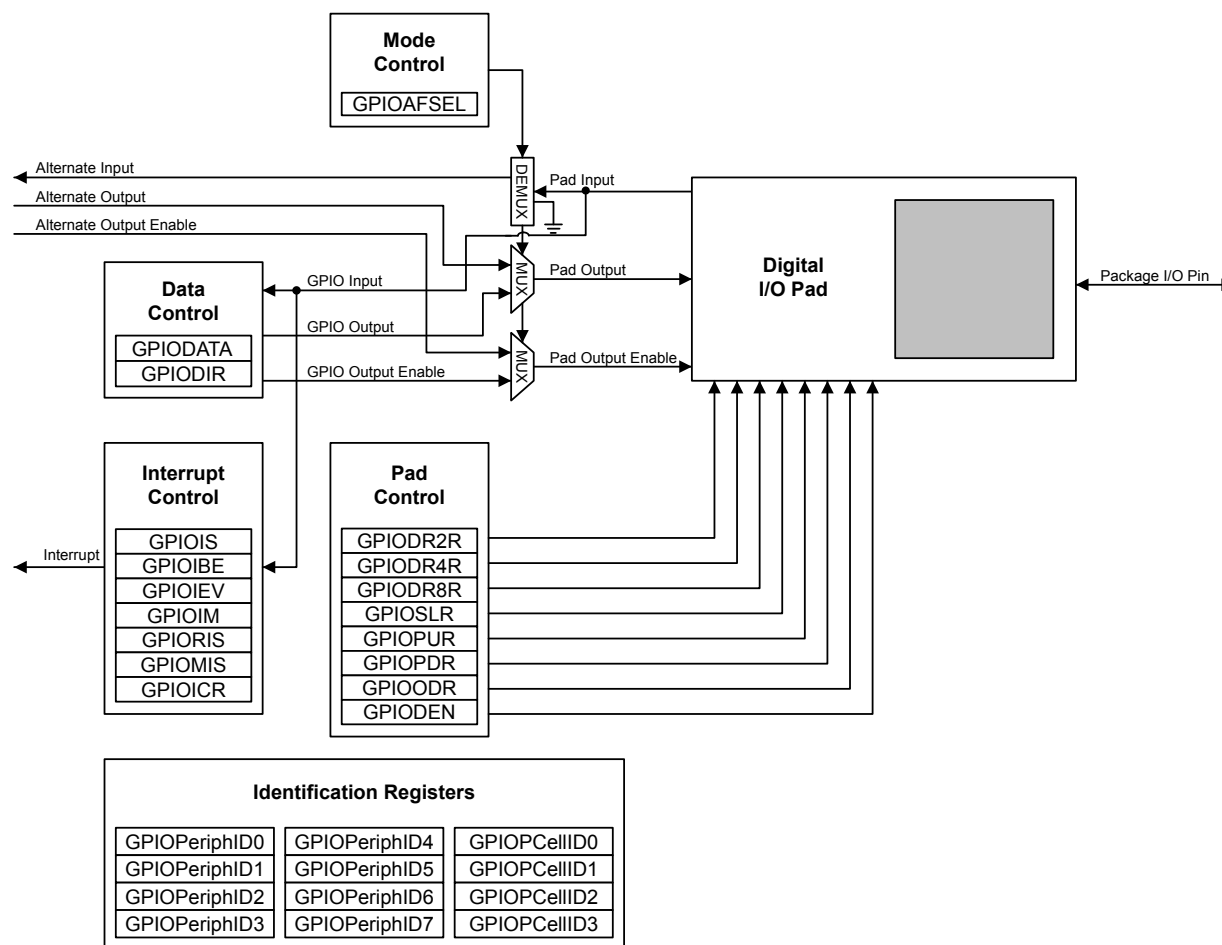 Mode
Control
GPIOAFSEL
Alternate Input
Alternate Output
Alternate Output Enable
DEMUX
Pad Input
MUX
Pad Output
MUX
Pad Output Enable
Digital
I/O Pad
Package I/O Pin
Data
Control
GPIODATA
GPIODIR
GPIO Input
GPIO Output
GPIO Output Enable
Interrupt
Control
GPIOIS
GPIOIBE
GPIOIEV
GPIOIM
GPIORIS
GPIOMIS
GPIOICR
Interrupt
Pad
Control
GPIODR2R
GPIODR4R
GPIODR8R
GPIOSLR
GPIOPUR
GPIOPDR
GPIOODR
GPIODEN
Identification Registers
GPIOPeriphID0 GPIOPeriphID4 GPIOPCellID0
GPIOPeriphID1 GPIOPeriphID5 GPIOPCellID1
GPIOPeriphID2 GPIOPeriphID6 GPIOPCellID2
GPIOPeriphID3 GPIOPeriphID7 GPIOPCellID3